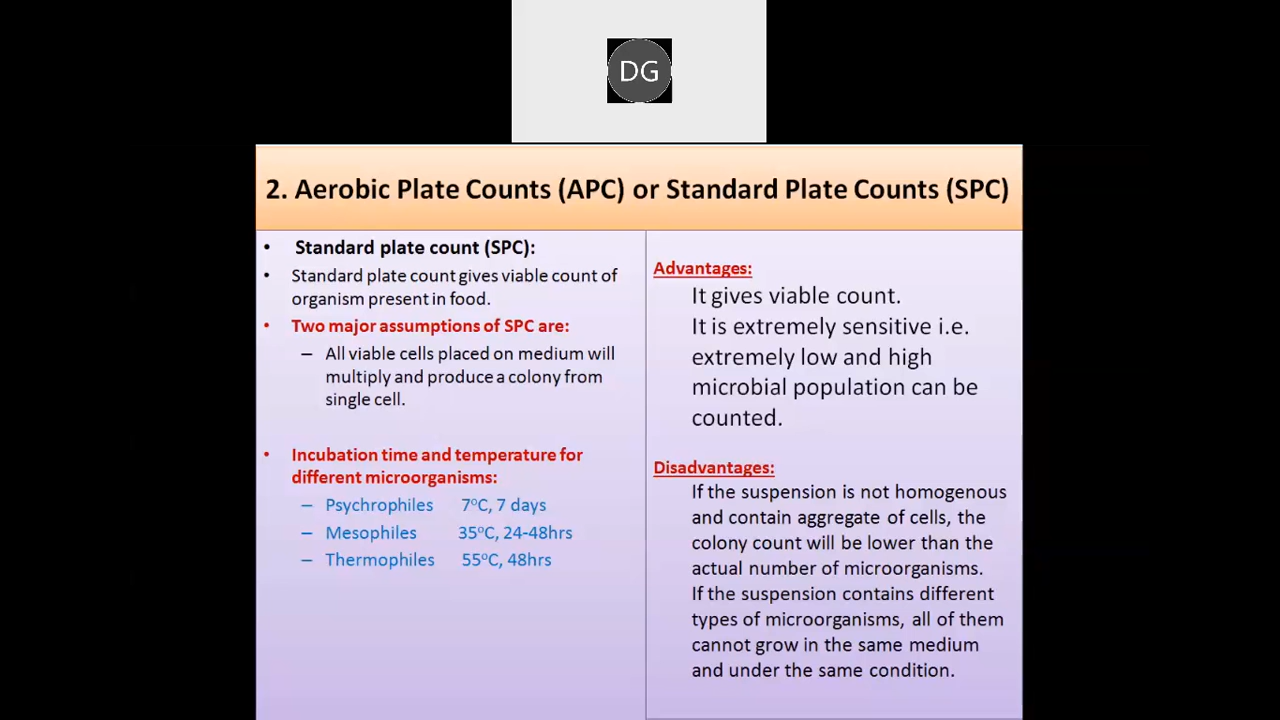 DG
2. Aerobic Plate Counts (APC) or Standard Plate Counts (SPC)
• Standard plate count (SPC):
• Standard plate count gives viable count of
organism present in food.
• Two major assumptions of SPC are:
– All viable cells placed on medium will
multiply and produce a colony from
single cell.
• Incubation time and temperature for
different microorganisms:
– Psychrophiles 7°C, 7 days
– Mesophiles 35°C, 24-48hrs
– Thermophiles 55°C, 48hrs
Advantages:
It gives viable count.
It is extremely sensitive i.e.
extremely low and high
microbial population can be
counted.
Disadvantages:
If the suspension is not homogenous
and contain aggregate of cells, the
colony count will be lower than the
actual number of microorganisms.
If the suspension contains different
types of microorganisms, all of them
cannot grow in the same medium
and under the same condition.